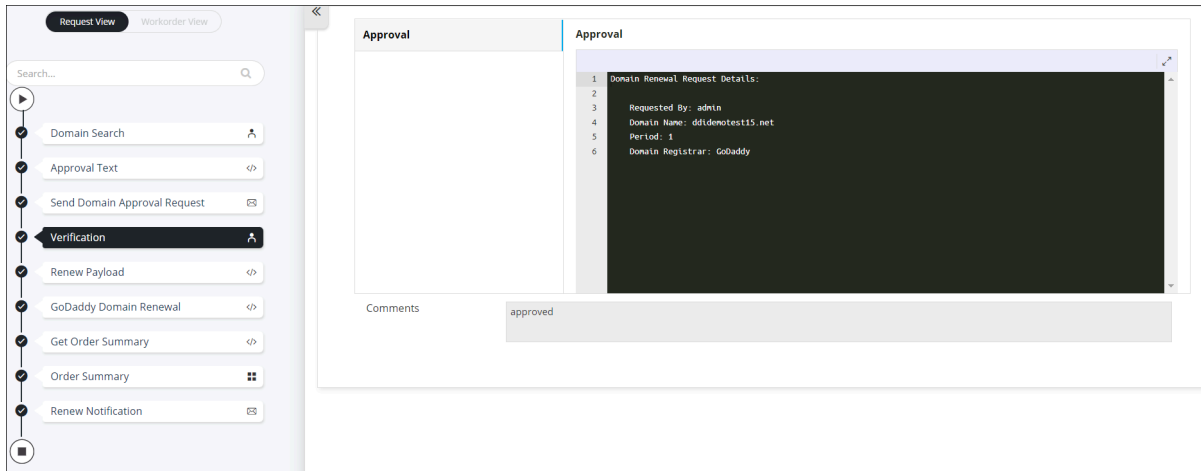 Request View
Workorder View
Search...
Domain Search
Approval Text
</>
Send Domain Approval Request
Verification
Renew Payload
</>
GoDaddy Domain Renewal
</>
Get Order Summary
</>
Order Summary
Renew Notification
Approval
Approval
1 Domain Renewal Request Details:
2
3 Requested By: admin
4 Domain Name: ddidemotest15.net
5 Period: 1
6 Domain Registrar: GoDaddy
Comments
approved